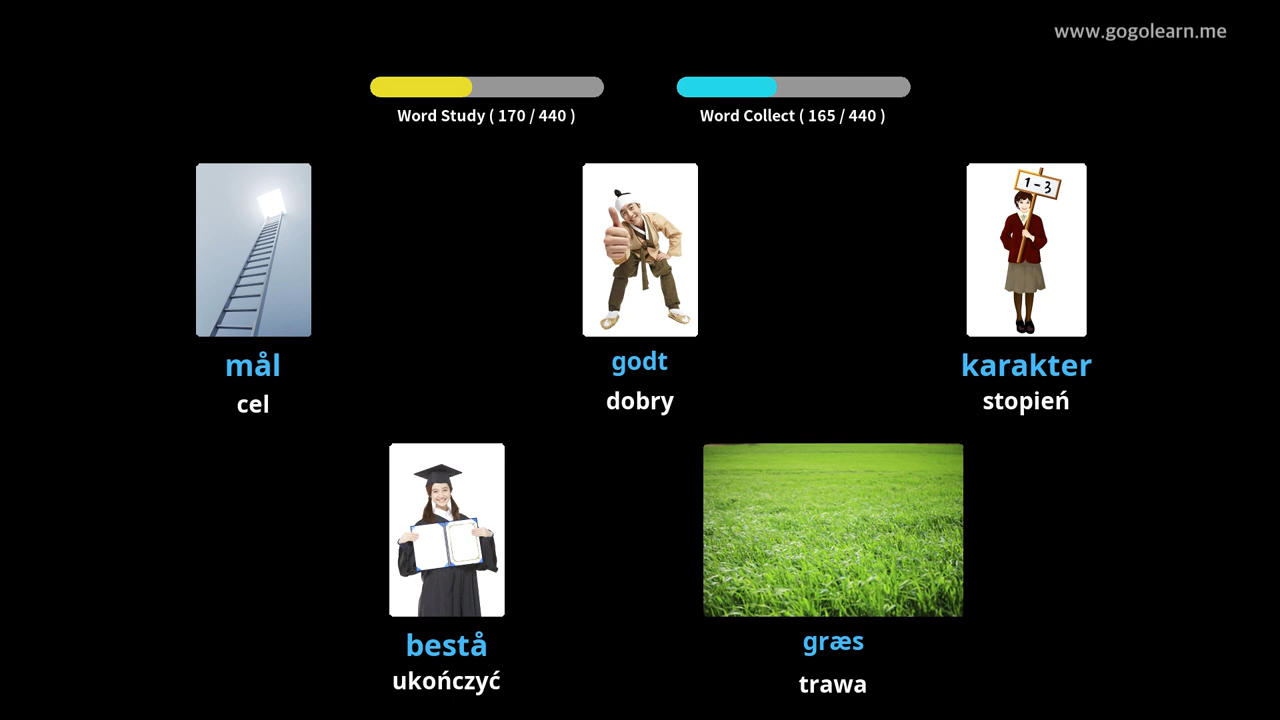 www.gogolearn.me
Word Study ( 170 / 440 )
Word Collect ( 165 / 440 )
1-3
mål
godt
karakter
cel
dobry
stopień
bestå
græs
ukończyć
trawa